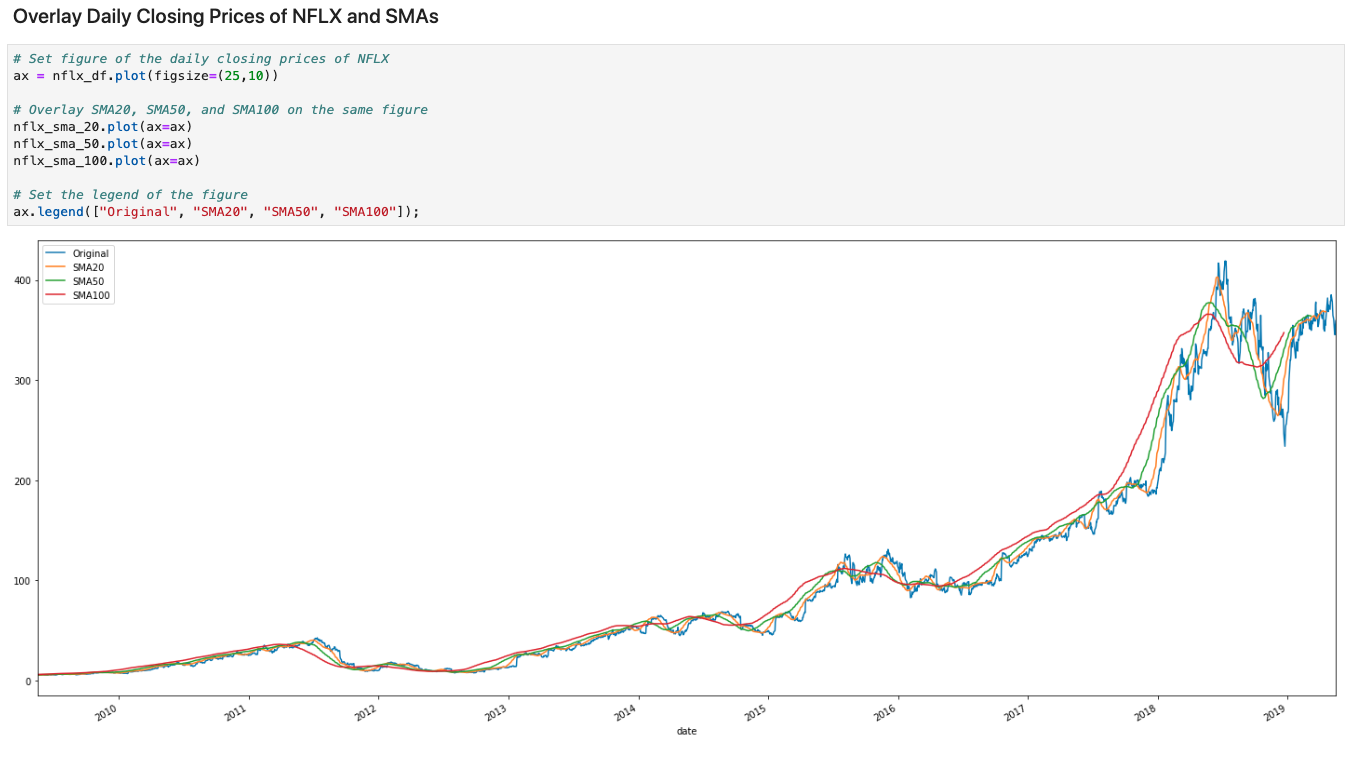 Overlay Daily Closing Prices of NFLX and SMAs
# Set figure of the daily closing prices of NFLX
ax = nflx_df.plot(figsize=(25,10))
# Overlay SMA20, SMA50, and SMA100 on the same figure
nflx_sma_20.plot(ax=ax)
nflx_sma_50.plot(ax=ax)
nflx_sma_100.plot(ax=ax)
# Set the legend of the figure
ax.legend(["Original", "SMA20", "SMA50", "SMA100"]);
Original
SMA20
SMA50
SMA100
400
300
200
100
0
2010 2011 2012 2013 2014 2015 2016 2017 2018 2019
date